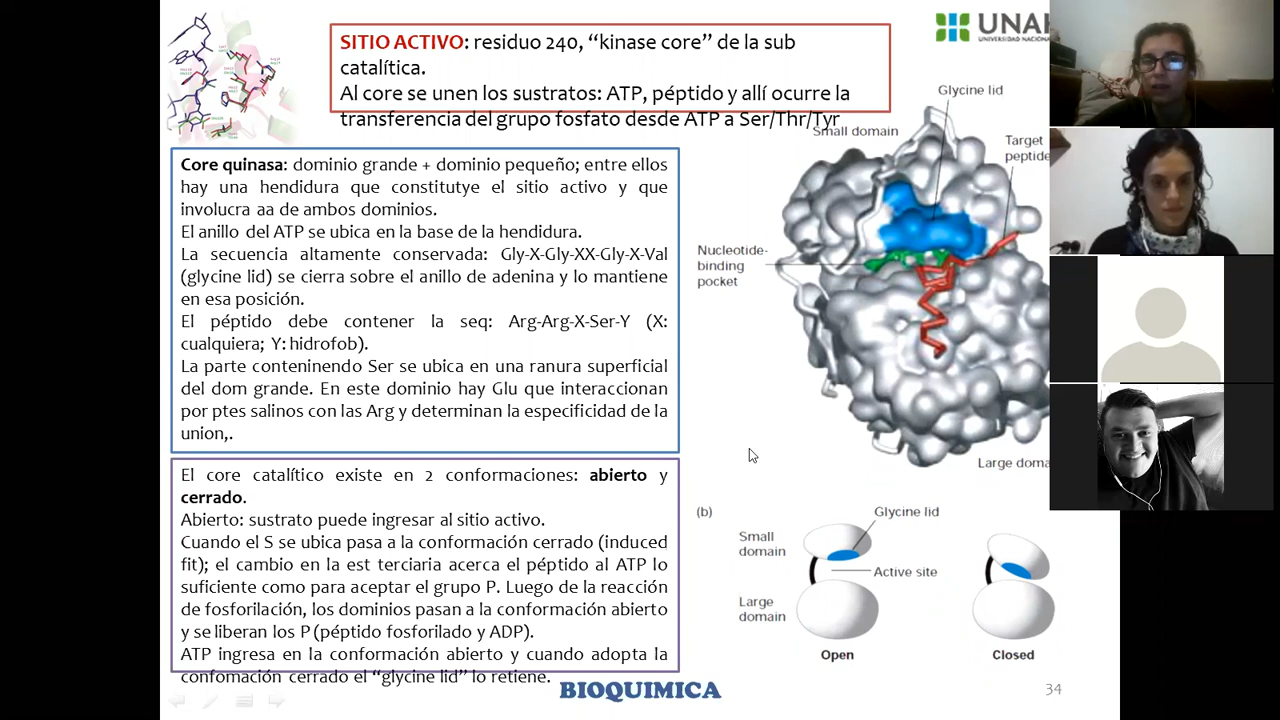 SITIO ACTIVO: residuo 240, “kinase core” de la sub
catalítica.
Al core se unen los sustratos: ATP, péptido y allí ocurre la
transferencia del grupo fosfato desde ATP a Ser/Thr/Tyr
UNA
UNIVERSIDAD NACIONA
Core quinasa: dominio grande + dominio pequeño; entre ellos
hay una hendidura que constitutye el sitio activo y que
involucra aa de ambos dominios.
El anillo del ATP se ubica en la base de la hendidura.
La secuencia altamente conservada: Gly-X-Gly-XX-Gly-X-Val
(glycine lid) se cierra sobre el anillo de adenina y lo mantiene
en esa posición.
El péptido debe contener la seq: Arg-Arg-X-Ser-Y (X:
cualquiera; Y: hidrofob).
La parte conteninendo Ser se ubica en una ranura superficial
del dom grande. En este dominio hay Glu que interaccionan
por ptes salinos con las Arg y determinan la especificidad de la
union,.
El core catalítico existe en 2 conformaciones: abierto y
cerrado.
Abierto: sustrato puede ingresar al sitio activo.
Cuando el S se ubica pasa a la conformación cerrado (induced
fit); el cambio en la est terciaria acerca el péptido al ATP lo
suficiente como para aceptar el grupo P. Luego de la reacción
de fosforilación, los dominios pasan a la conformación abierto
y se liberan los P (péptido fosforilado y ADP).
ATP ingresa en la conformación abierto y cuando adopta la
confomación cerrado el “glycine lid” lo retiene.
Glycine lid
Small domain
Target
peptide
Nucleotide-
binding
pocket
Large doma
(b)
Glycine lid
Small
domain
Active site
Large
domain
Open
Closed
BIOQUIMICA
34